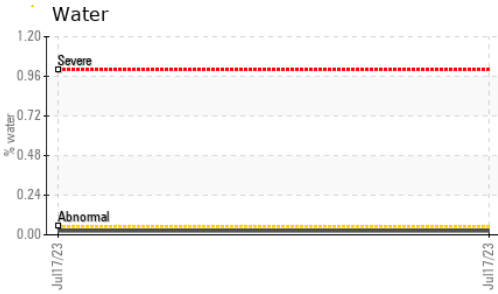 Water
1.20
Severe
0.96
0.72
% water
0.48
0.24
Abnormal
0.00
Jul17/23
Jul17/23